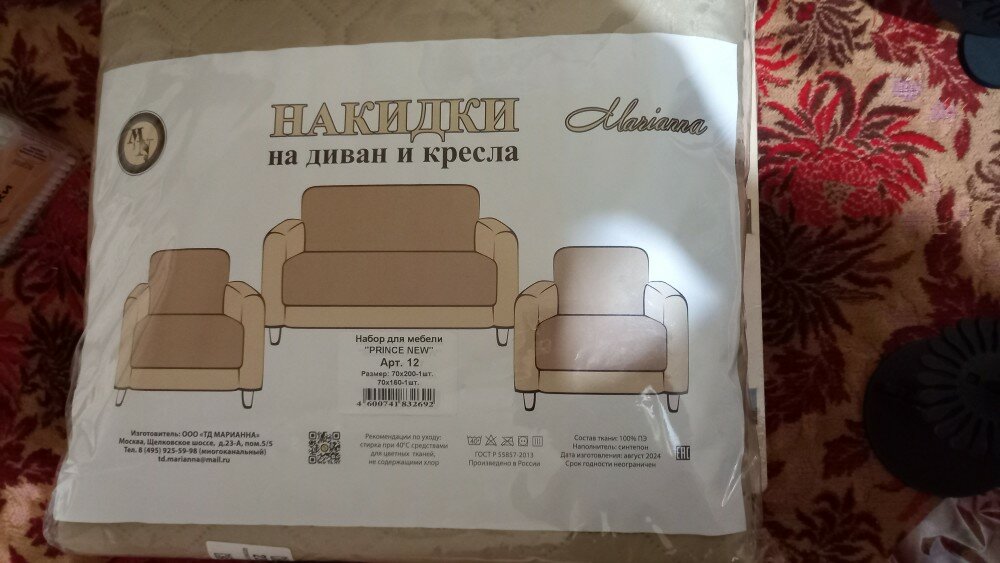 НАКИДКИ
на диван и кресла
Marianna
Набор для мебели
"PRINCE NEW"
Арт. 12
Размер: 70х200-1шт.
70х160-1шт.
4 600741 832692
Изготовитель: ООО «ТД МАРИАННА»
Москва, Щелковское шоссе, д.23-А, пом.5/5
Тел. 8 (495) 925-59-98 (многоканальный)
td.marianna@mail.ru
Рекомендации по уходу:
стирка при 40°С средствами
для цветных тканей,
не содержащими хлор
ГОСТ Р 55857-2013
Произведено в России
Состав ткани: 100% ПЭ
Наполнитель: синтепон
Дата изготовления: август 2024
Срок годности неограничен
ЕАС